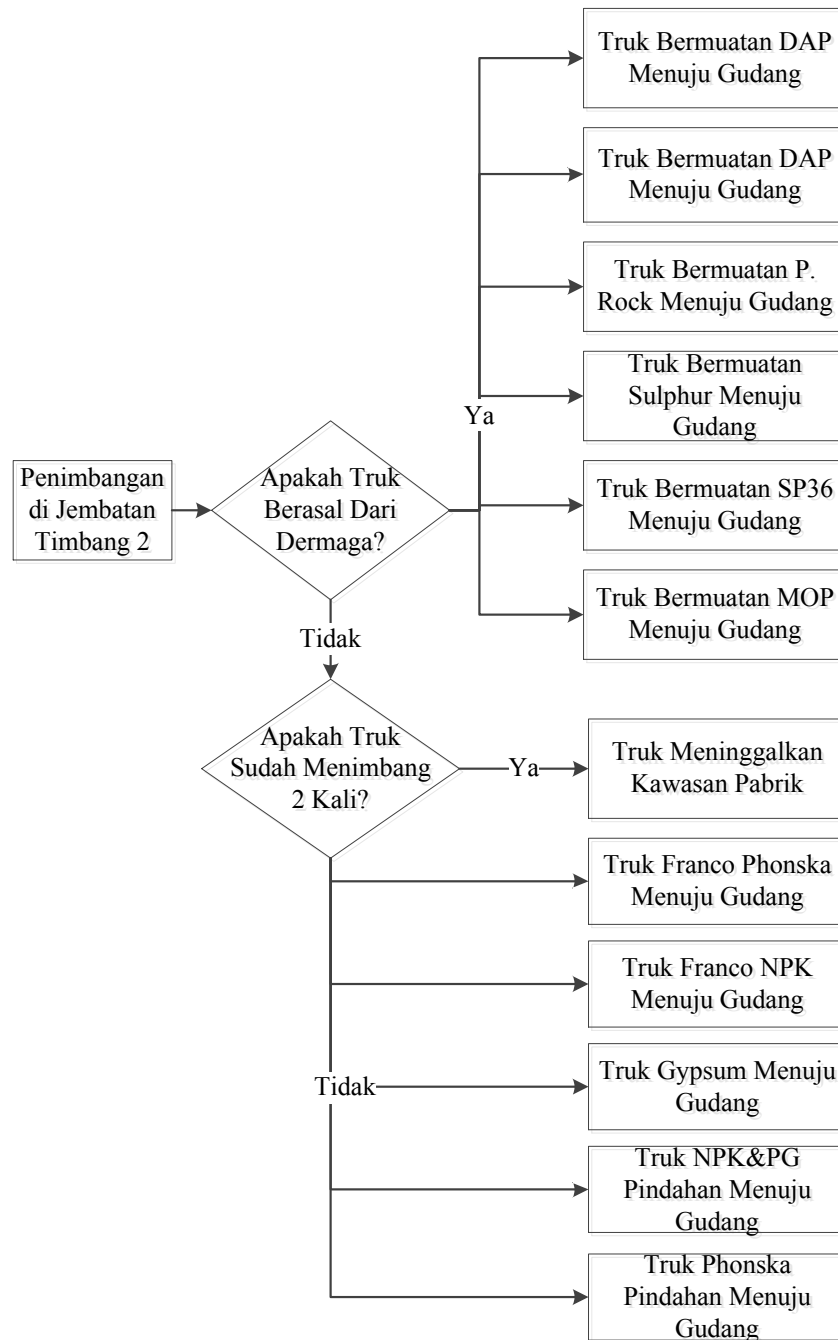 Truk Bermuatan DAP
Menuju Gudang
Truk Bermuatan DAP
Menuju Gudang
Truk Bermuatan P.
Rock Menuju Gudang
Truk Bermuatan
Sulphur Menuju
Gudang
Ya
Penimbangan
di Jembatan
Timbang 2
Apakah Truk
Berasal Dari
Dermaga?
Truk Bermuatan SP36
Menuju Gudang
Truk Bermuatan MOP
Menuju Gudang
Tidak
Apakah Truk
Sudah Menimbang
2 Kali?
Ya
Truk Meninggalkan
Kawasan Pabrik
Truk Franco Phonska
Menuju Gudang
Truk Franco NPK
Menuju Gudang
Tidak
Truk Gypsum Menuju
Gudang
Truk NPK&PG
Pindahan Menuju
Gudang
Truk Phonska
Pindahan Menuju
Gudang